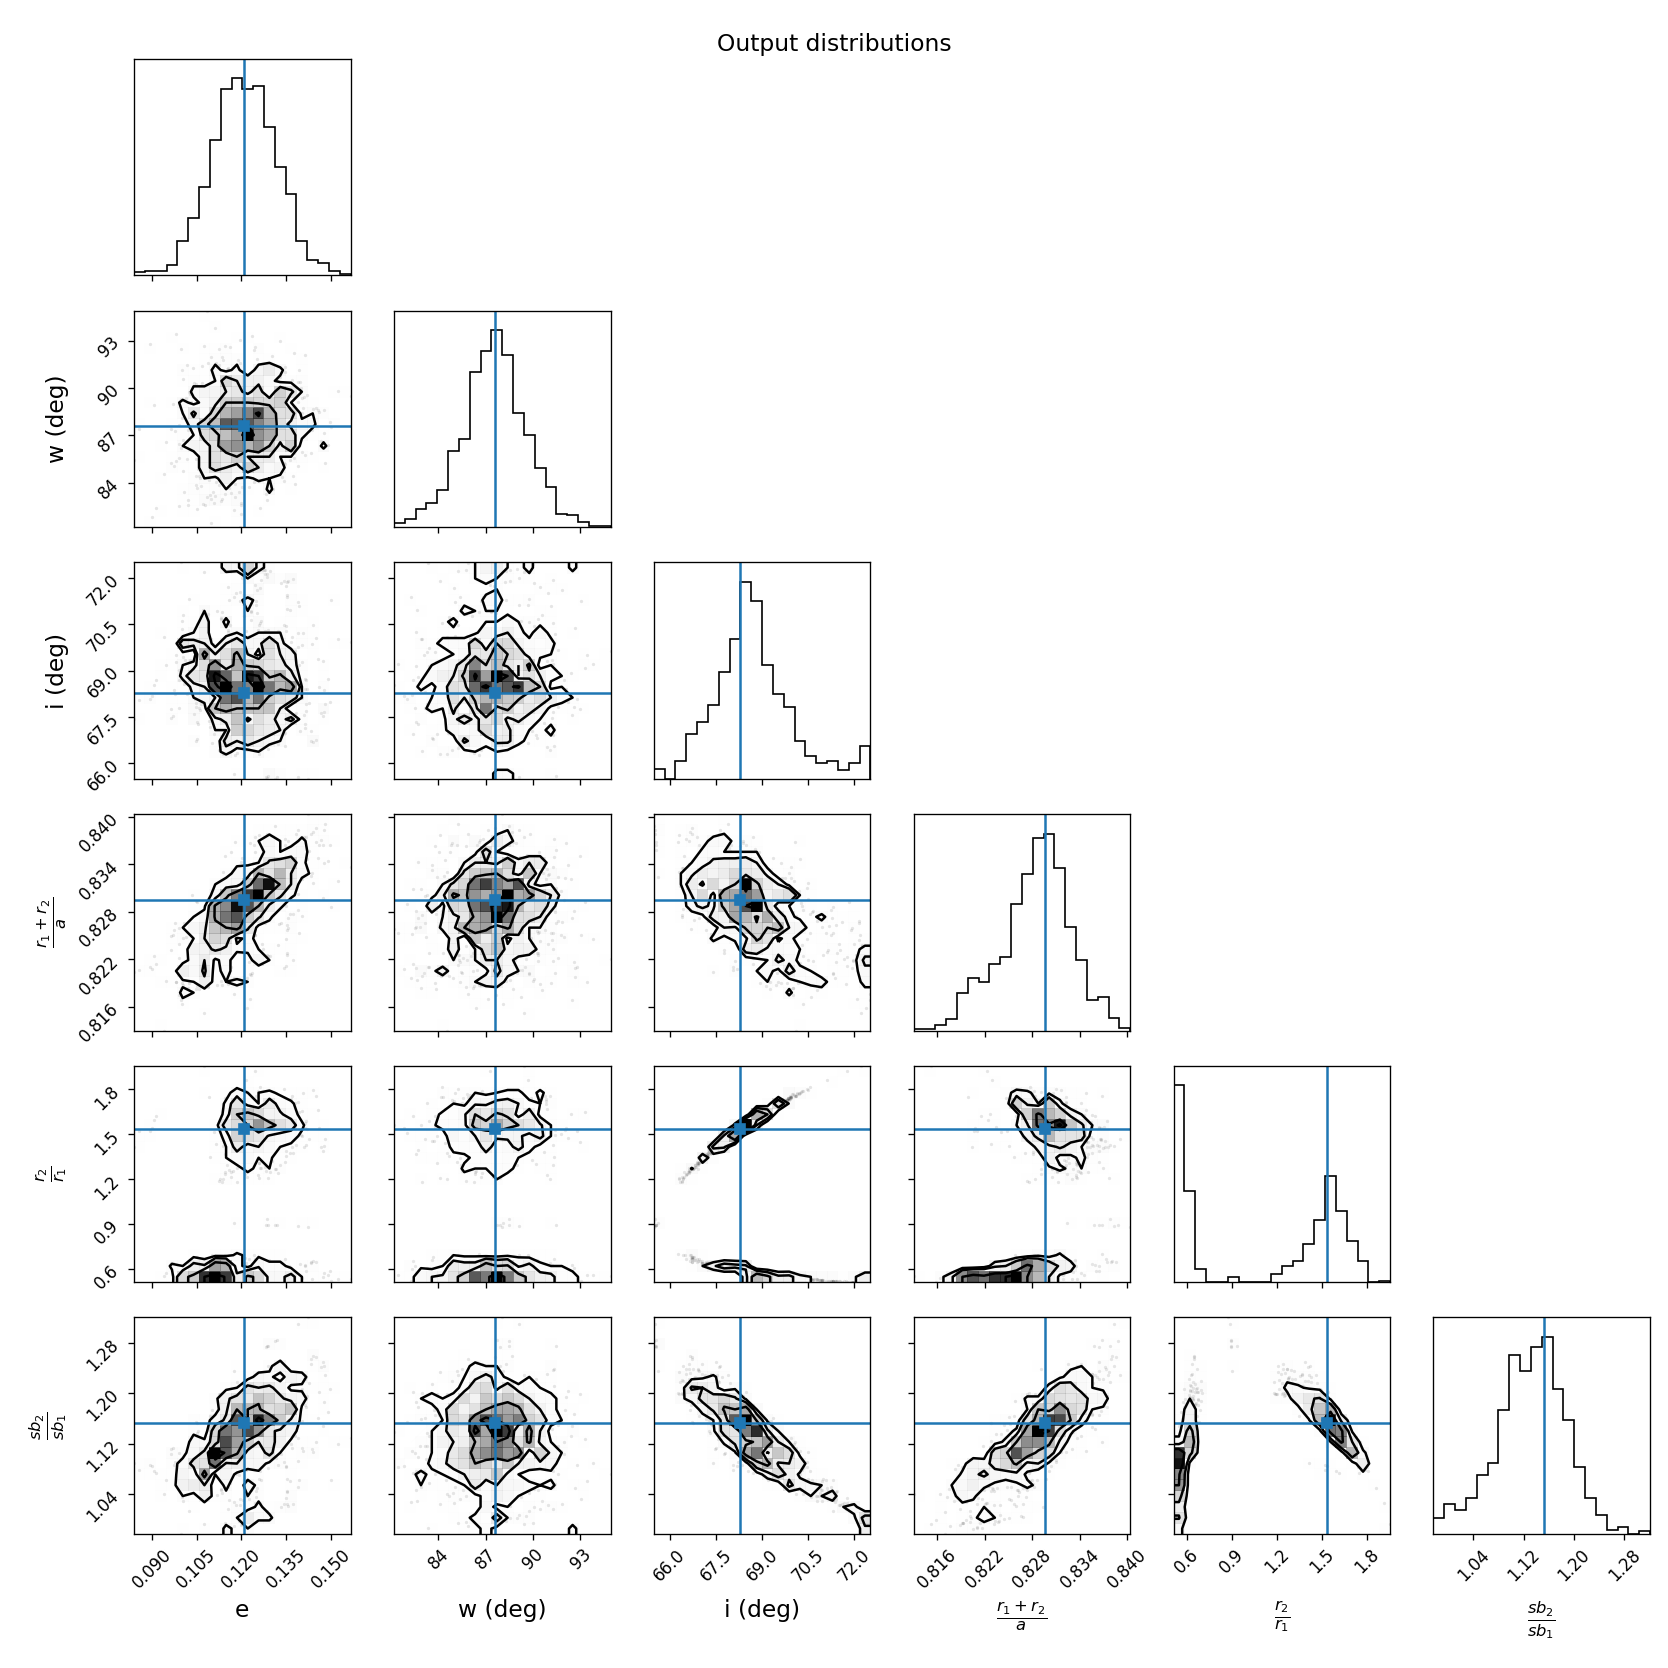 Output distributions
93
90
87
84
w (deg)
72.0
70.5
69.0
67.5
66.0
i (deg)
0.840
0.834
0.828
0.822
0.816
r₁ + r₂
a
1.8
1.5
1.2
0.9
0.6
r₂
r₁
1.28
1.20
1.12
1.04
sb₂
sb₁
0.090 0.105 0.120 0.135 0.150
84 87 90 93
66.0 67.5 69.0 70.5 72.0
0.816 0.822 0.828 0.834 0.840
0.6 0.9 1.2 1.5 1.8
1.04 1.12 1.20 1.28
e
w (deg)
i (deg)
r₁ + r₂
a
r₂
r₁
sb₂
sb₁